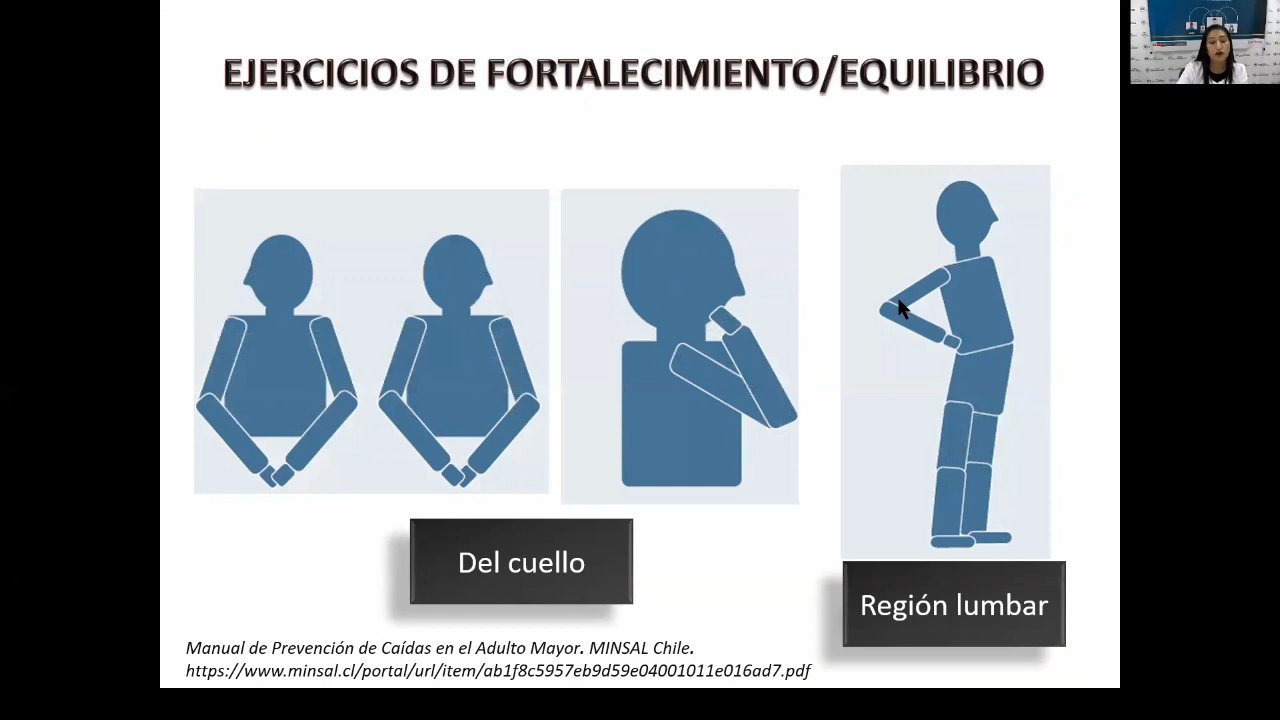 EJERCICIOS DE FORTALECIMIENTO/EQUILIBRIO
Del cuello
Región lumbar
Manual de Prevención de Caídas en el Adulto Mayor. MINSAL Chile.
https://www.minsal.cl/portal/url/item/ab1f8c5957eb9d59e04001011e016ad7.pdf